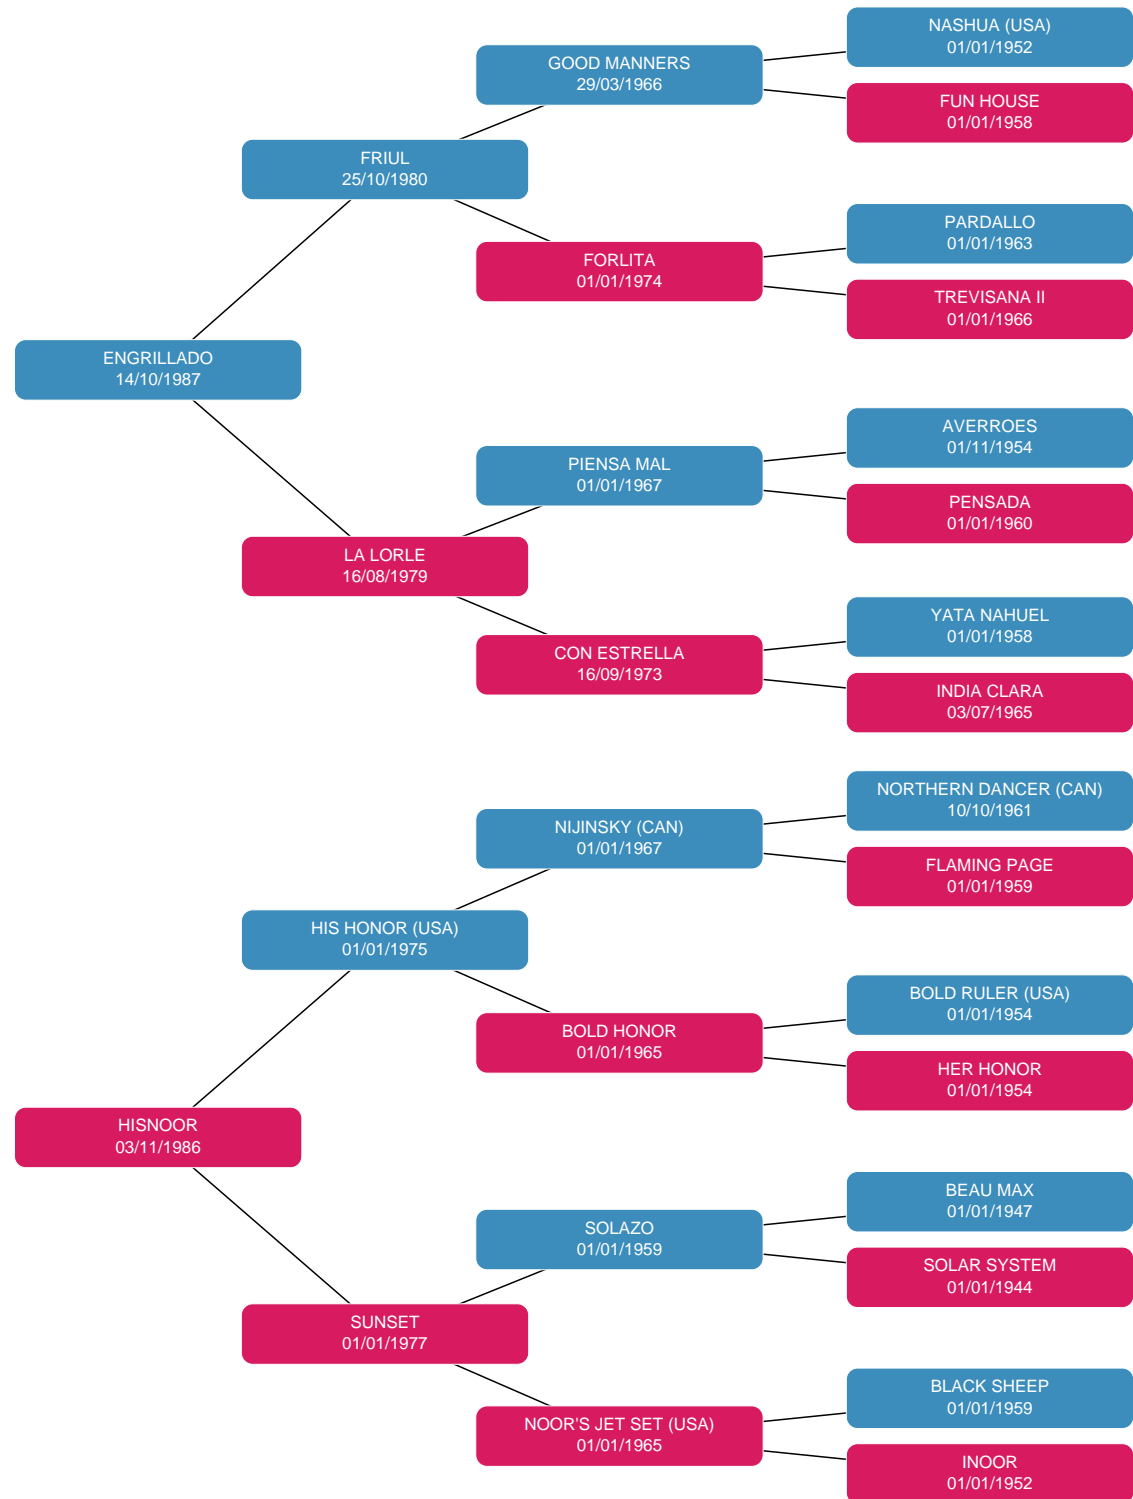 NASHUA (USA)
01/01/1952
GOOD MANNERS
29/03/1966
FUN HOUSE
01/01/1958
FRIUL
25/10/1980
PARDALLO
01/01/1963
FORLITA
01/01/1974
TREVISANA II
01/01/1966
ENGRILLADO
14/10/1987
AVERROES
01/11/1954
PIENSA MAL
01/01/1967
PENSADA
01/01/1960
LA LORLE
16/08/1979
YATA NAHUEL
01/01/1958
CON ESTRELLA
16/09/1973
INDIA CLARA
03/07/1965
NORTHERN DANCER (CAN)
10/10/1961
NIJINSKY (CAN)
01/01/1967
FLAMING PAGE
01/01/1959
HIS HONOR (USA)
01/01/1975
BOLD RULER (USA)
01/01/1954
BOLD HONOR
01/01/1965
HER HONOR
01/01/1954
HISNOOR
03/11/1986
BEAU MAX
01/01/1947
SOLAZO
01/01/1959
SOLAR SYSTEM
01/01/1944
SUNSET
01/01/1977
BLACK SHEEP
01/01/1959
NOOR'S JET SET (USA)
01/01/1965
INOOR
01/01/1952